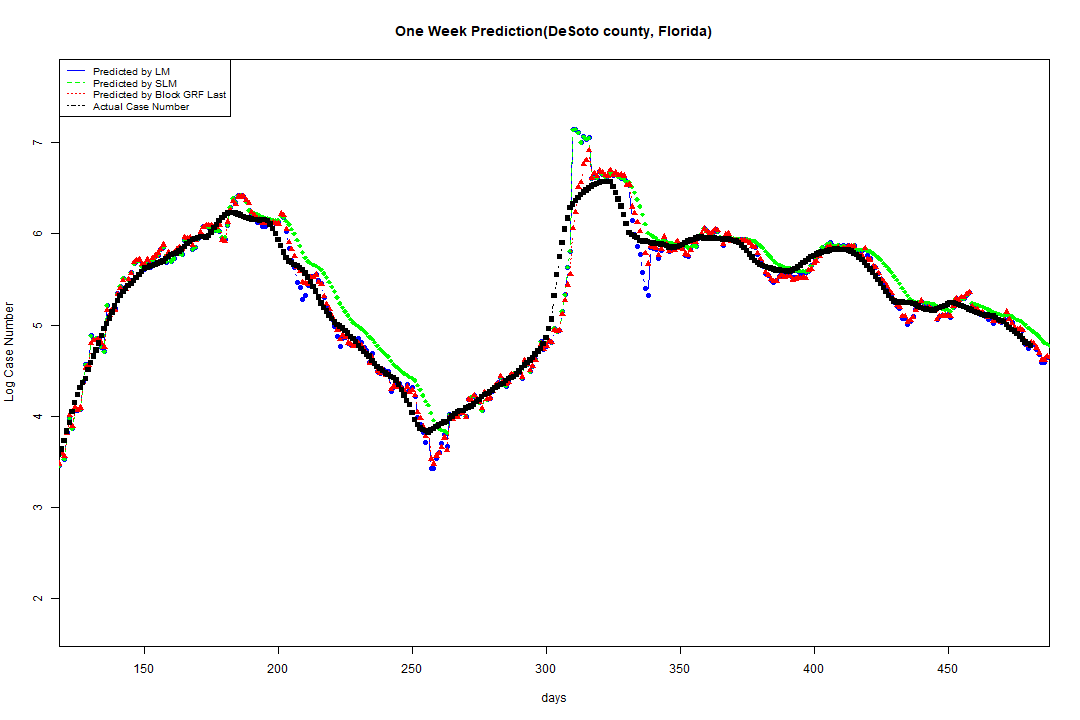 One Week Prediction(DeSoto county, Florida)
Predicted by LM
Predicted by SLM
Predicted by Block GRF Last
Actual Case Number
Log Case Number
7
6
5
4
3
2
150 200 250 300 350 400 450
days